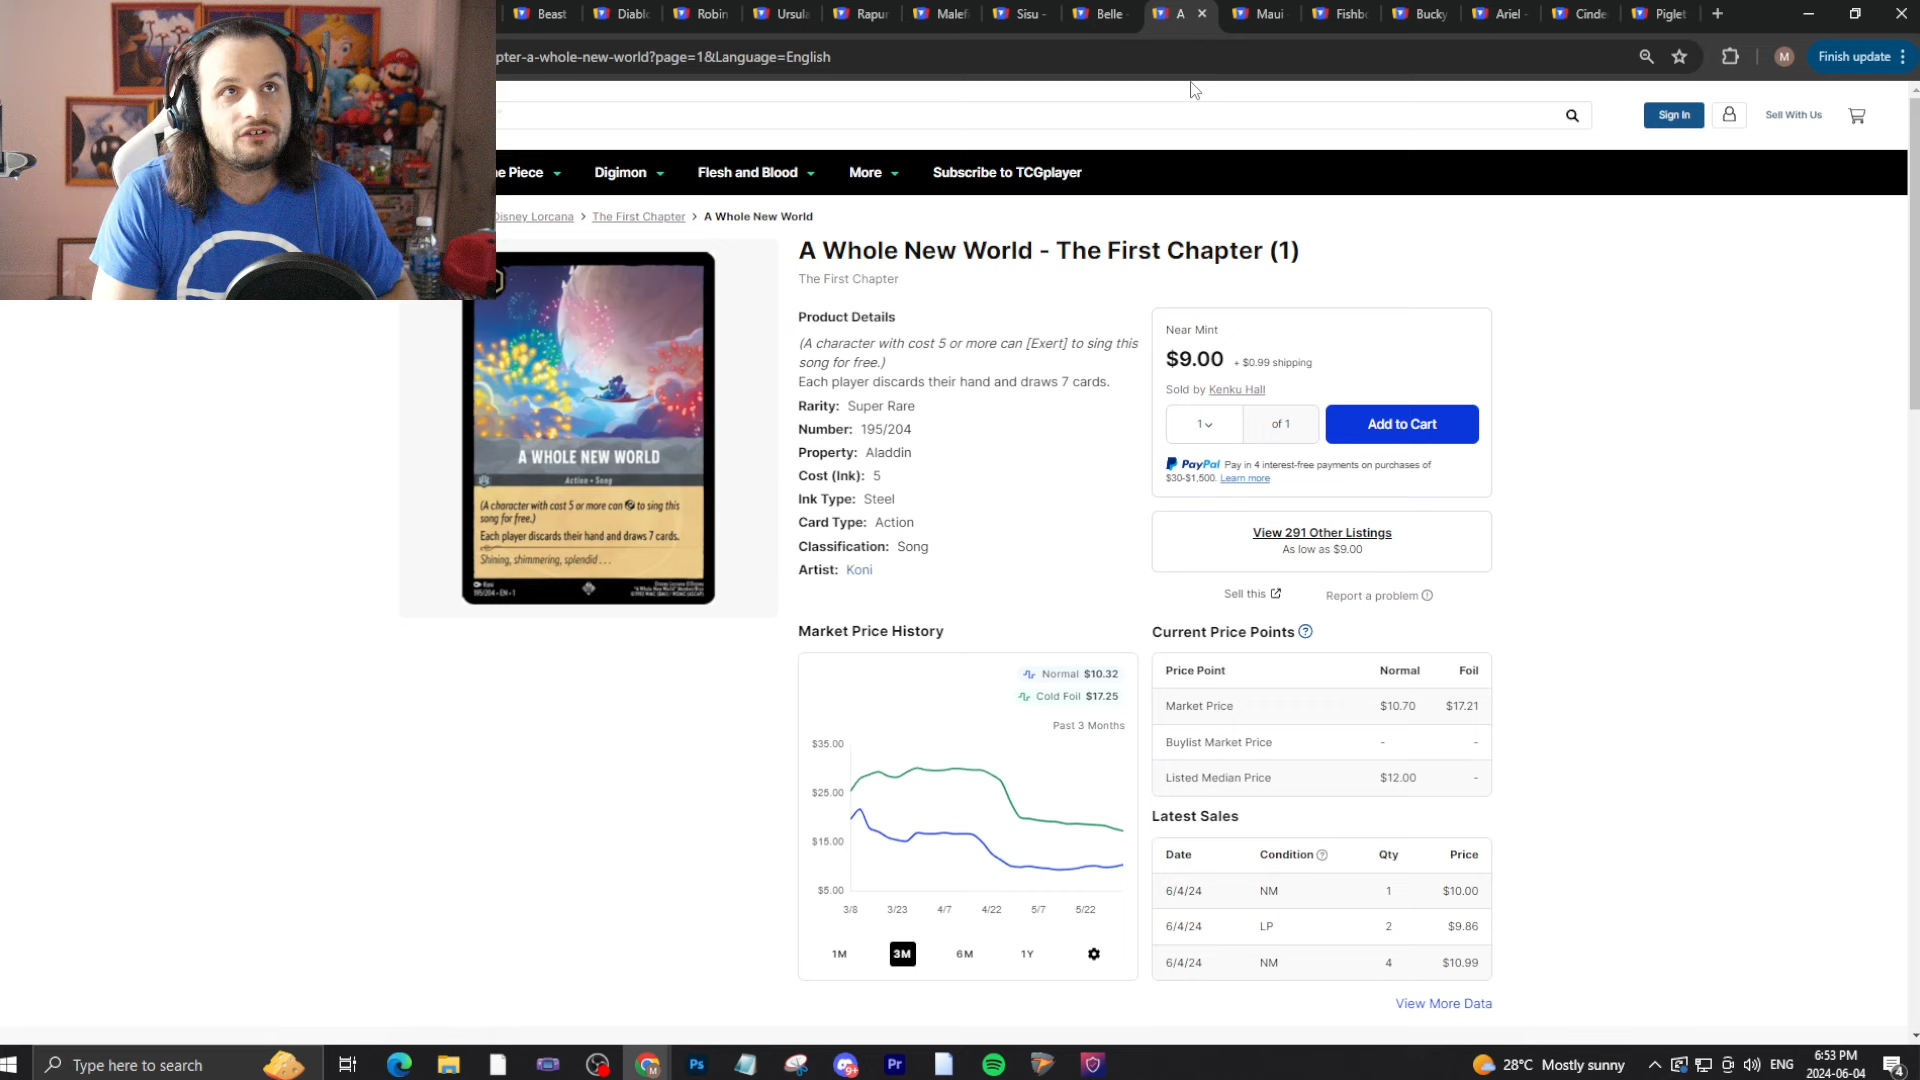 Beast
Diablo
Robin
Ursula
Rapun
Malefi
Sisu -
Belle -
A
Maui
Fishbo
Bucky
Ariel -
Cinde
Piglet
pter-a-whole-new-world?page=1&Language=English
M
Finish update
Sign In
Sell With Us
ne Piece
Digimon
Flesh and Blood
More
Subscribe to TCGplayer
Disney Lorcana > The First Chapter > A Whole New World
A Whole New World - The First Chapter (1)
The First Chapter
Product Details
(A character with cost 5 or more can [Exert] to sing this
song for free.)
Each player discards their hand and draws 7 cards.
Rarity: Super Rare
Number: 195/204
Property: Aladdin
Cost (Ink): 5
Ink Type: Steel
Card Type: Action
Classification: Song
Artist: Koni
A WHOLE NEW WORLD
Action • Song
(A character with cost 5 or more can to sing this
song for free.)
Each player discards their hand and draws 7 cards.
Shining, shimmering, splendid . . .
Koni
195/204 • EN • 1
Near Mint
$9.00 + $0.99 shipping
Sold by Kenku Hall
1
of 1
Add to Cart
PayPal Pay in 4 interest-free payments on purchases of
$30-$1,500. Learn more
View 291 Other Listings
As low as $9.00
Sell this
Report a problem
Market Price History
Normal $10.32
Cold Foil $17.25
Past 3 Months
$35.00
$25.00
$15.00
$5.00
3/8 3/23 4/7 4/22 5/7 5/22
1M 3M 6M 1Y
Current Price Points
Price Point Normal Foil
Market Price $10.70 $17.21
Buylist Market Price - -
Listed Median Price $12.00 -
Latest Sales
Date Condition Qty Price
6/4/24 NM 1 $10.00
6/4/24 LP 2 $9.86
6/4/24 NM 4 $10.99
View More Data
Type here to search
Ps
9+
Pr
28°C Mostly sunny
ENG
6:53 PM
2024-06-04
4